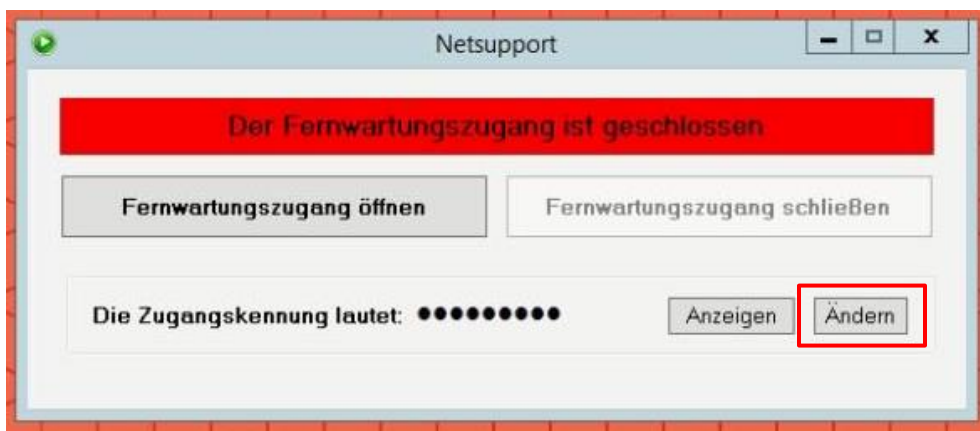 Netsupport
Der Fernwartungszugang ist geschlossen
Fernwartungszugang öffnen
Fernwartungszugang schließen
Die Zugangskennung lautet: ●●●●●●●●●
Anzeigen
Ändern